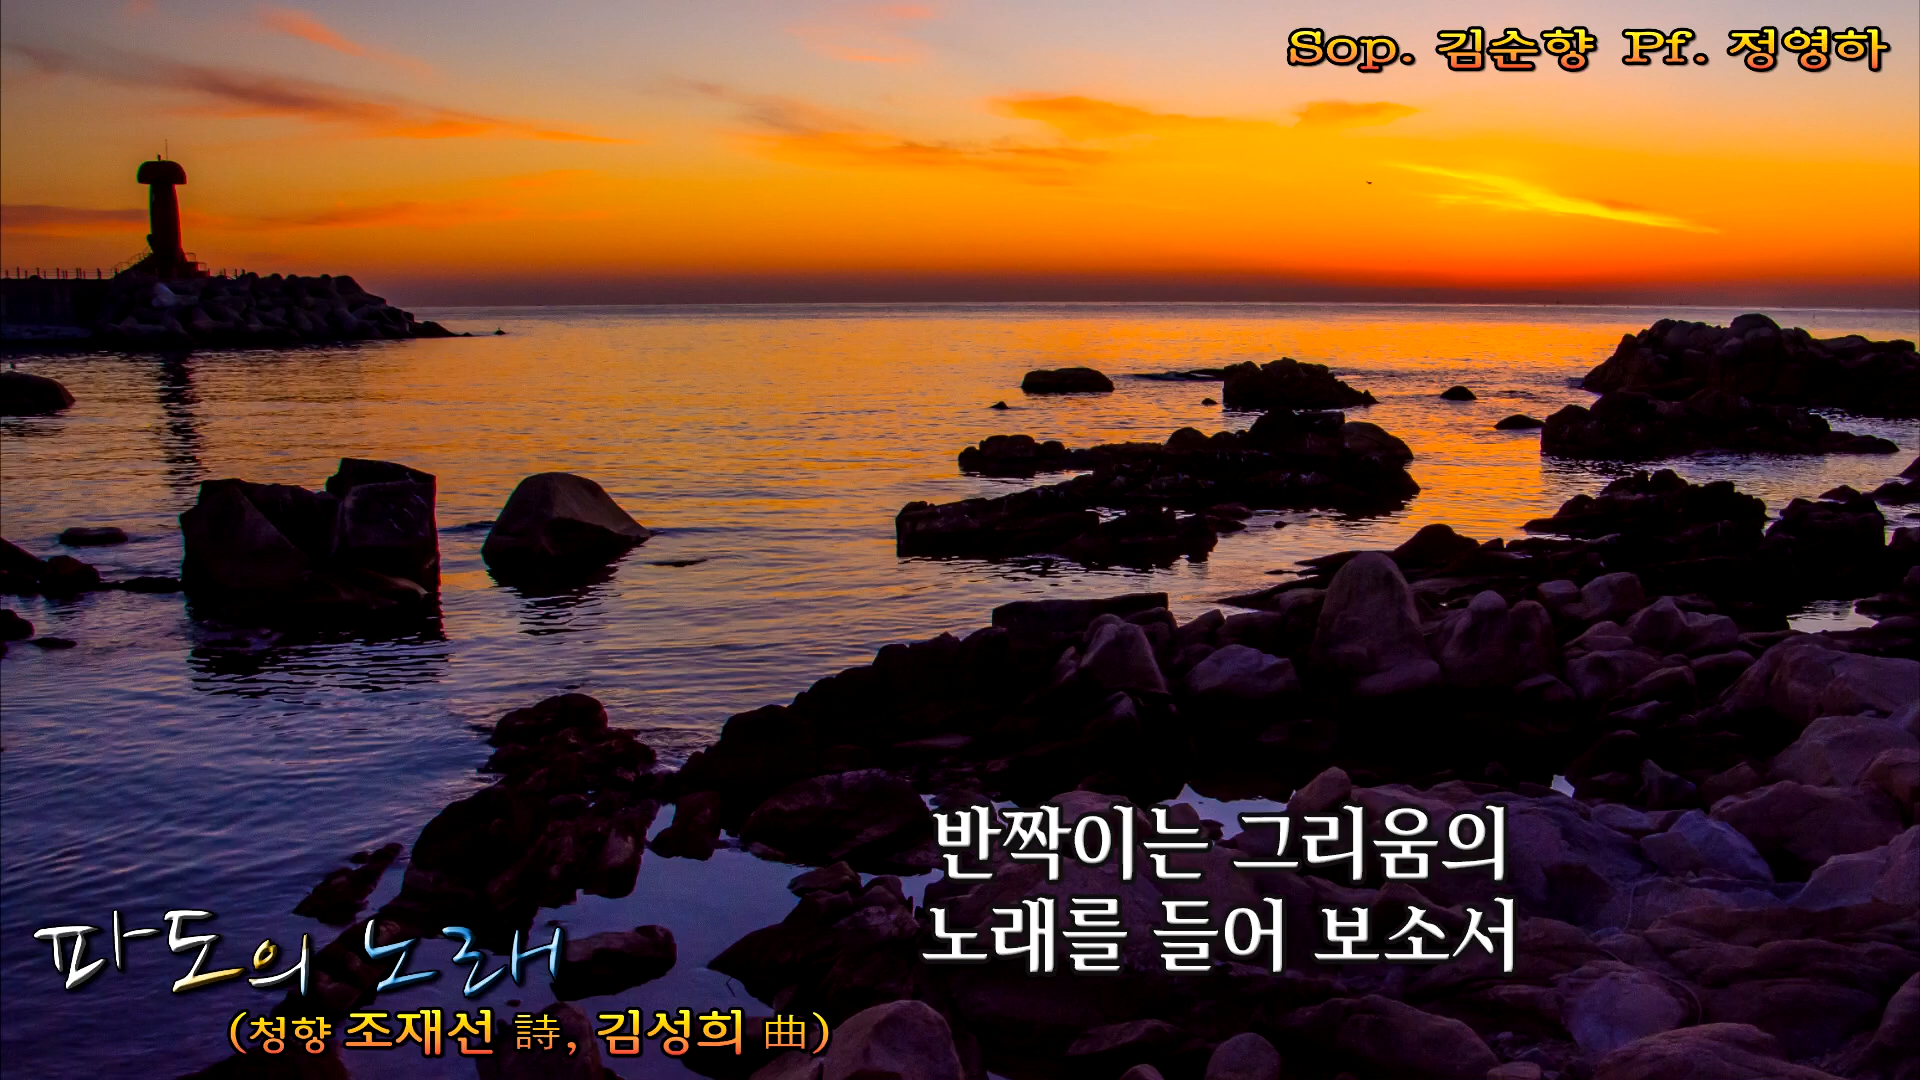 Sop. 김순향 Pf. 정영하
반짝이는 그리움의
노래를 들어 보소서
파도의 노래
(청향 조재선 詩, 김성희 曲)